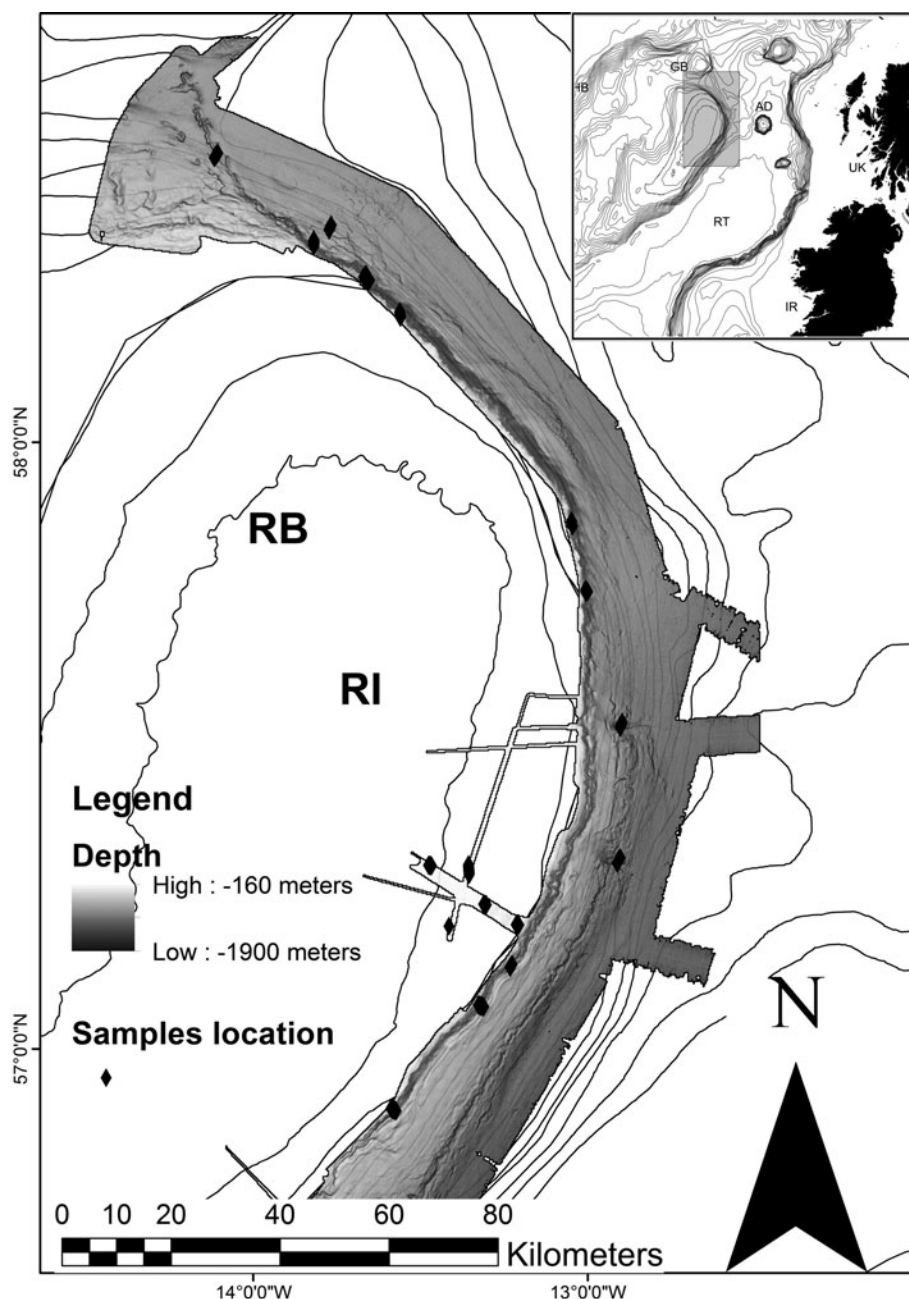 GB
HB
AD
UK
RT
IR
58°0'0"N
RB
RI
Legend
Depth
High : -160 meters
Low : -1900 meters
Samples location
57°0'0"N
N
0 10 20 40 60 80
Kilometers
14°0'0"W 13°0'0"W